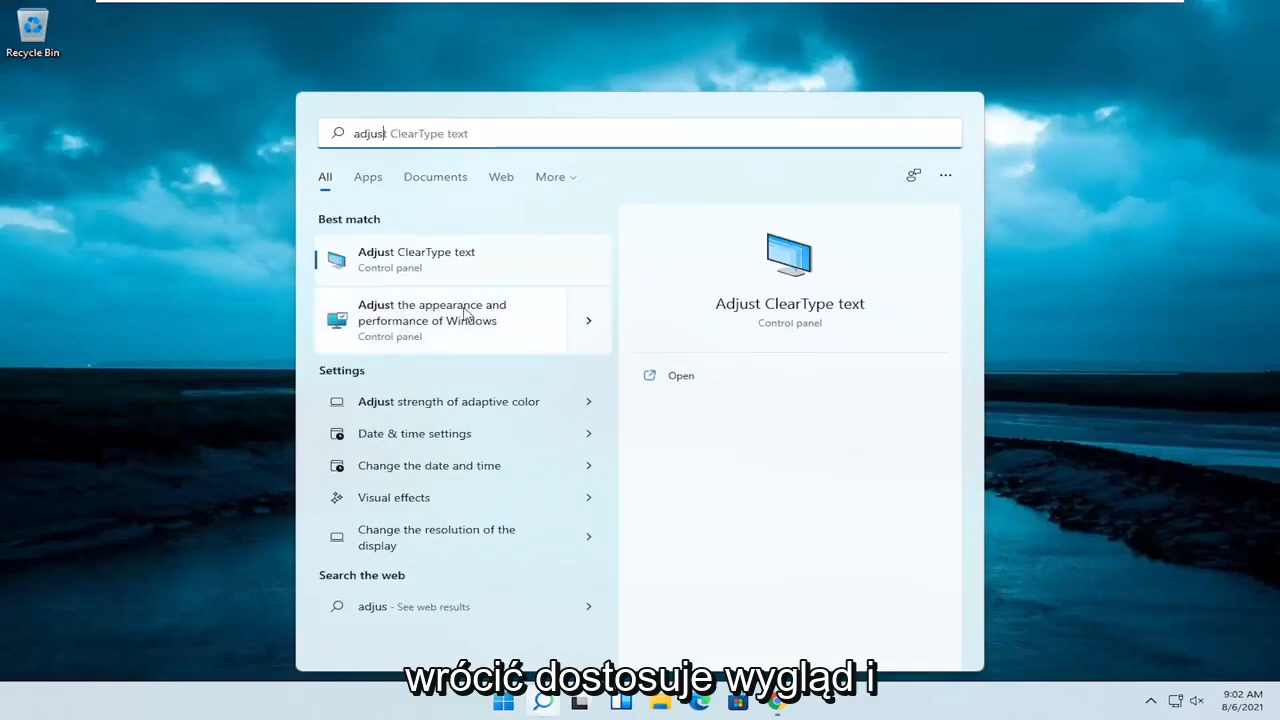 Recycle Bin
adjust ClearType text
All Apps Documents Web More
Best match
Adjust ClearType text
Control panel
Adjust the appearance and
performance of Windows
Control panel
Settings
Adjust strength of adaptive color
Date & time settings
Change the date and time
Visual effects
Change the resolution of the
display
Search the web
adjus - See web results
Adjust ClearType text
Control panel
Open
wrócić dostosuje wygląd i
9:02 AM
8/6/2021